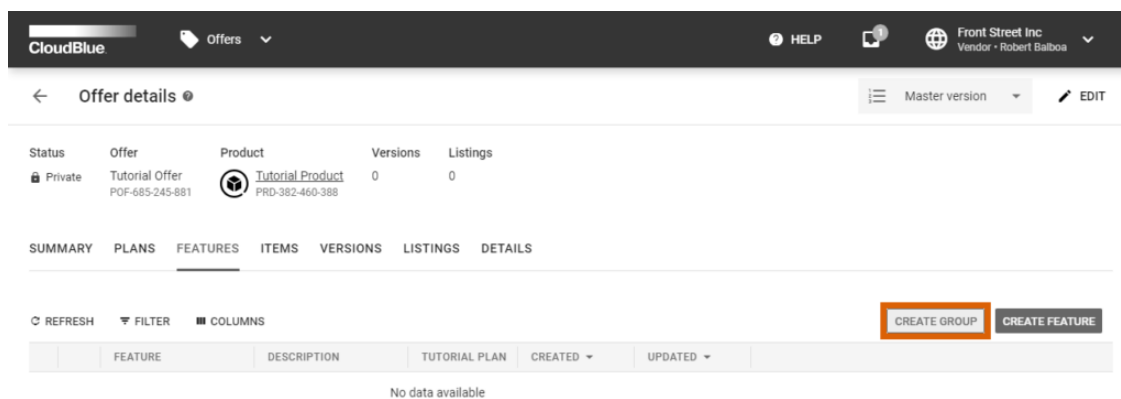 CloudBlue. Offers HELP 1 Front Street Inc
Vendor • Robert Balboa
Offer details Master version EDIT
Status Offer Product Versions Listings
Private Tutorial Offer Tutorial Product 0 0
POF-685-245-881 PRD-382-460-388
SUMMARY PLANS FEATURES ITEMS VERSIONS LISTINGS DETAILS
REFRESH FILTER COLUMNS CREATE GROUP CREATE FEATURE
FEATURE DESCRIPTION TUTORIAL PLAN CREATED UPDATED
No data available